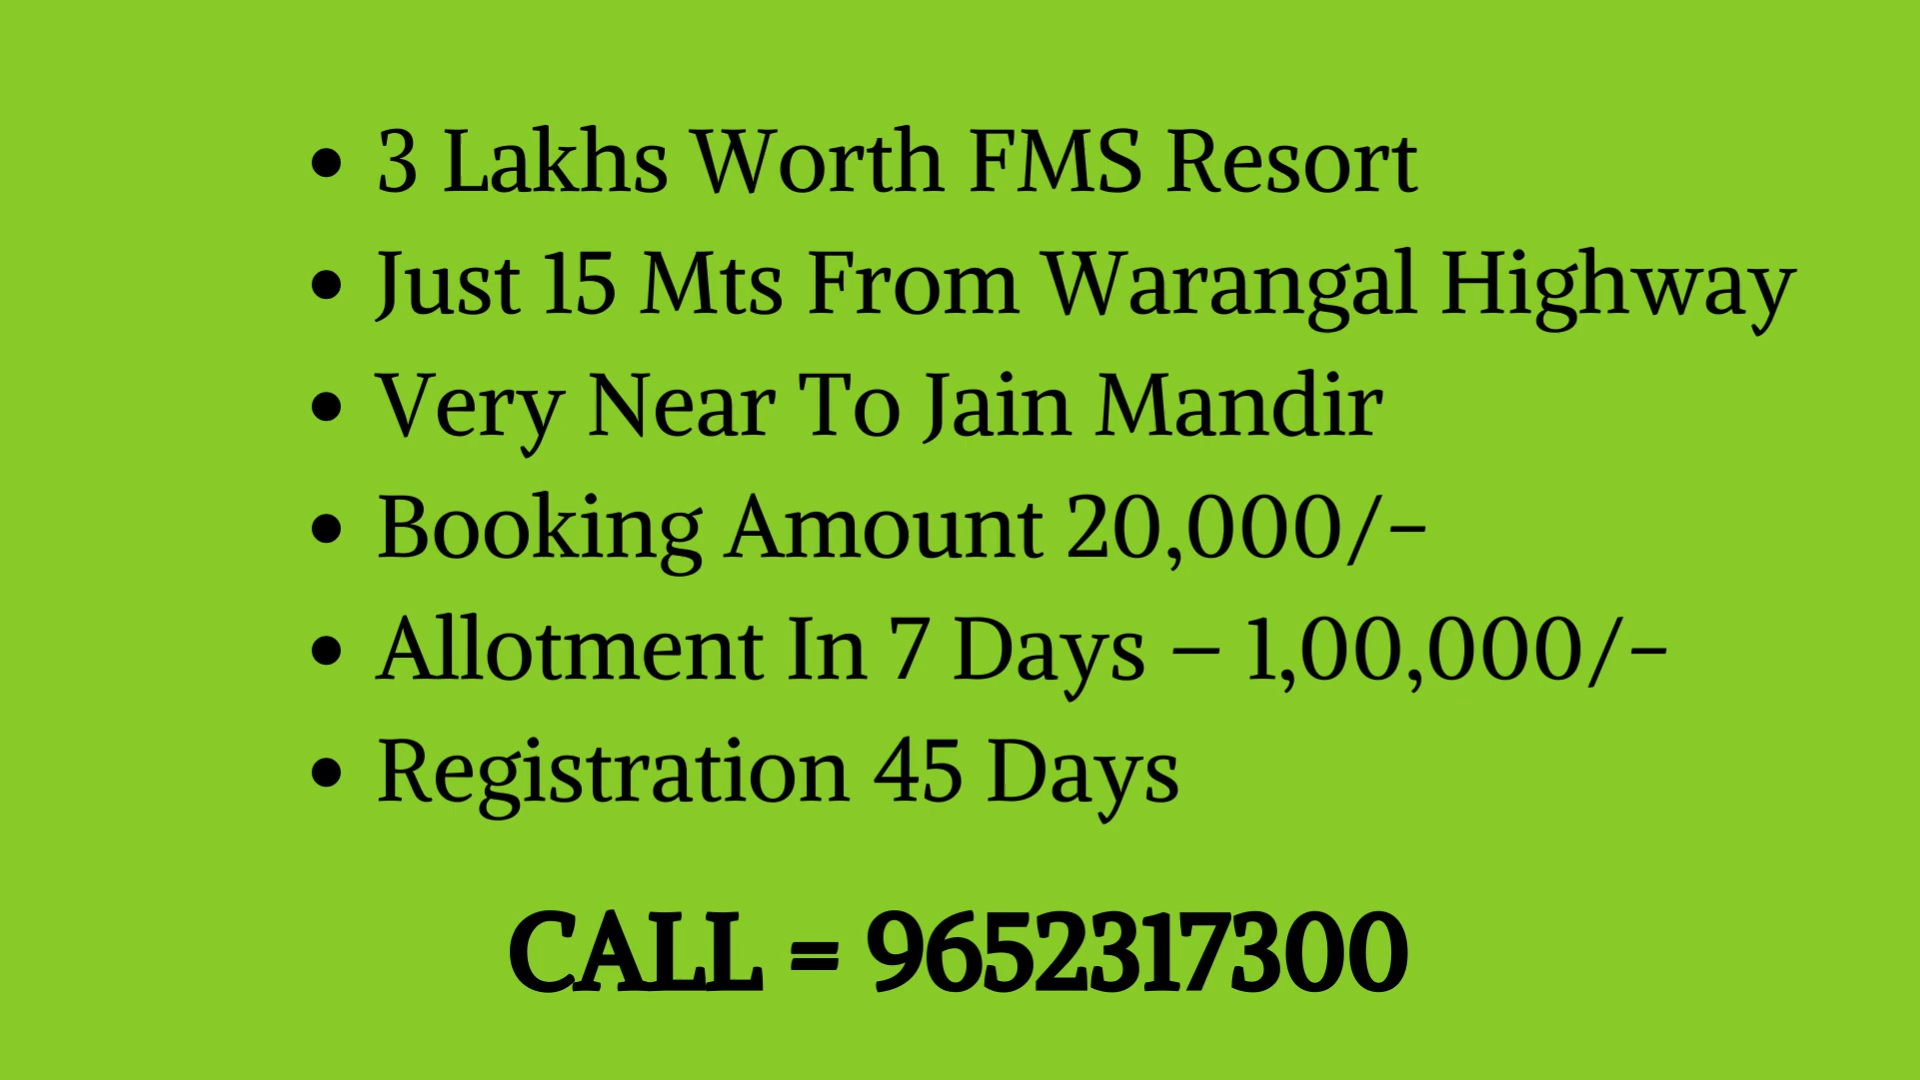 • 3 Lakhs Worth FMS Resort
• Just 15 Mts From Warangal Highway
• Very Near To Jain Mandir
• Booking Amount 20,000/-
• Allotment In 7 Days – 1,00,000/-
• Registration 45 Days
CALL = 9652317300